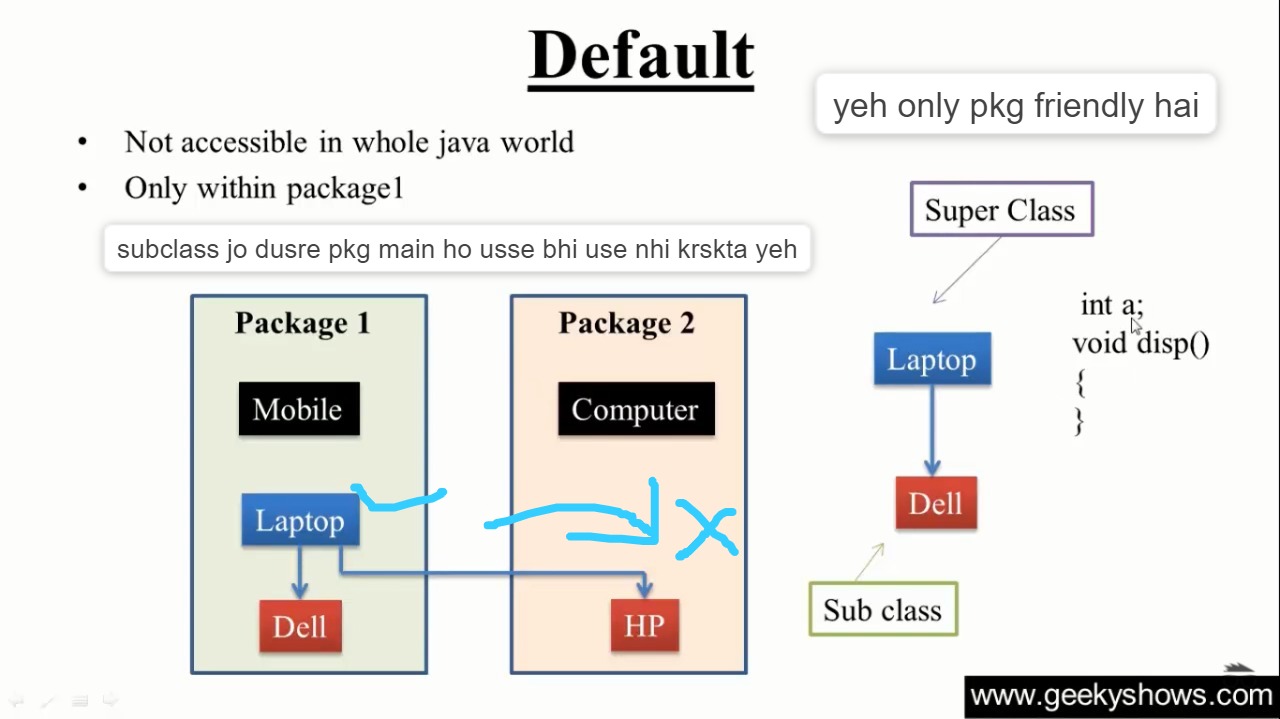 Default
yeh only pkg friendly hai
• Not accessible in whole java world
• Only within package1
Super Class
subclass jo dusre pkg main ho usse bhi use nhi krskta yeh
Package 1
Package 2
int a;
void disp()
{
}
Laptop
Mobile
Computer
Laptop
Dell
Dell
HP
Sub class
www.geekyshows.com